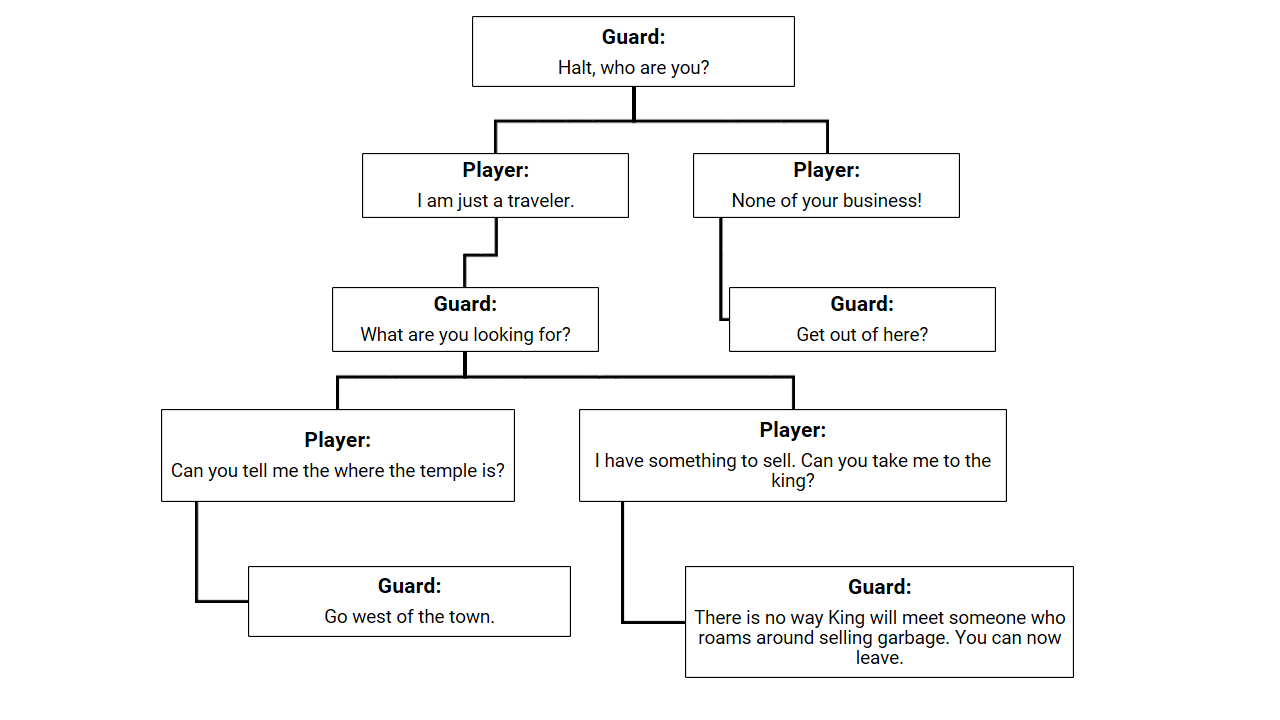 Guard:
Halt, who are you?
Player:
I am just a traveler.
Player:
None of your business!
Guard:
What are you looking for?
Guard:
Get out of here?
Player:
Can you tell me the where the temple is?
Player:
I have something to sell. Can you take me to the
king?
Guard:
Go west of the town.
Guard:
There is no way King will meet someone who
roams around selling garbage. You can now
leave.